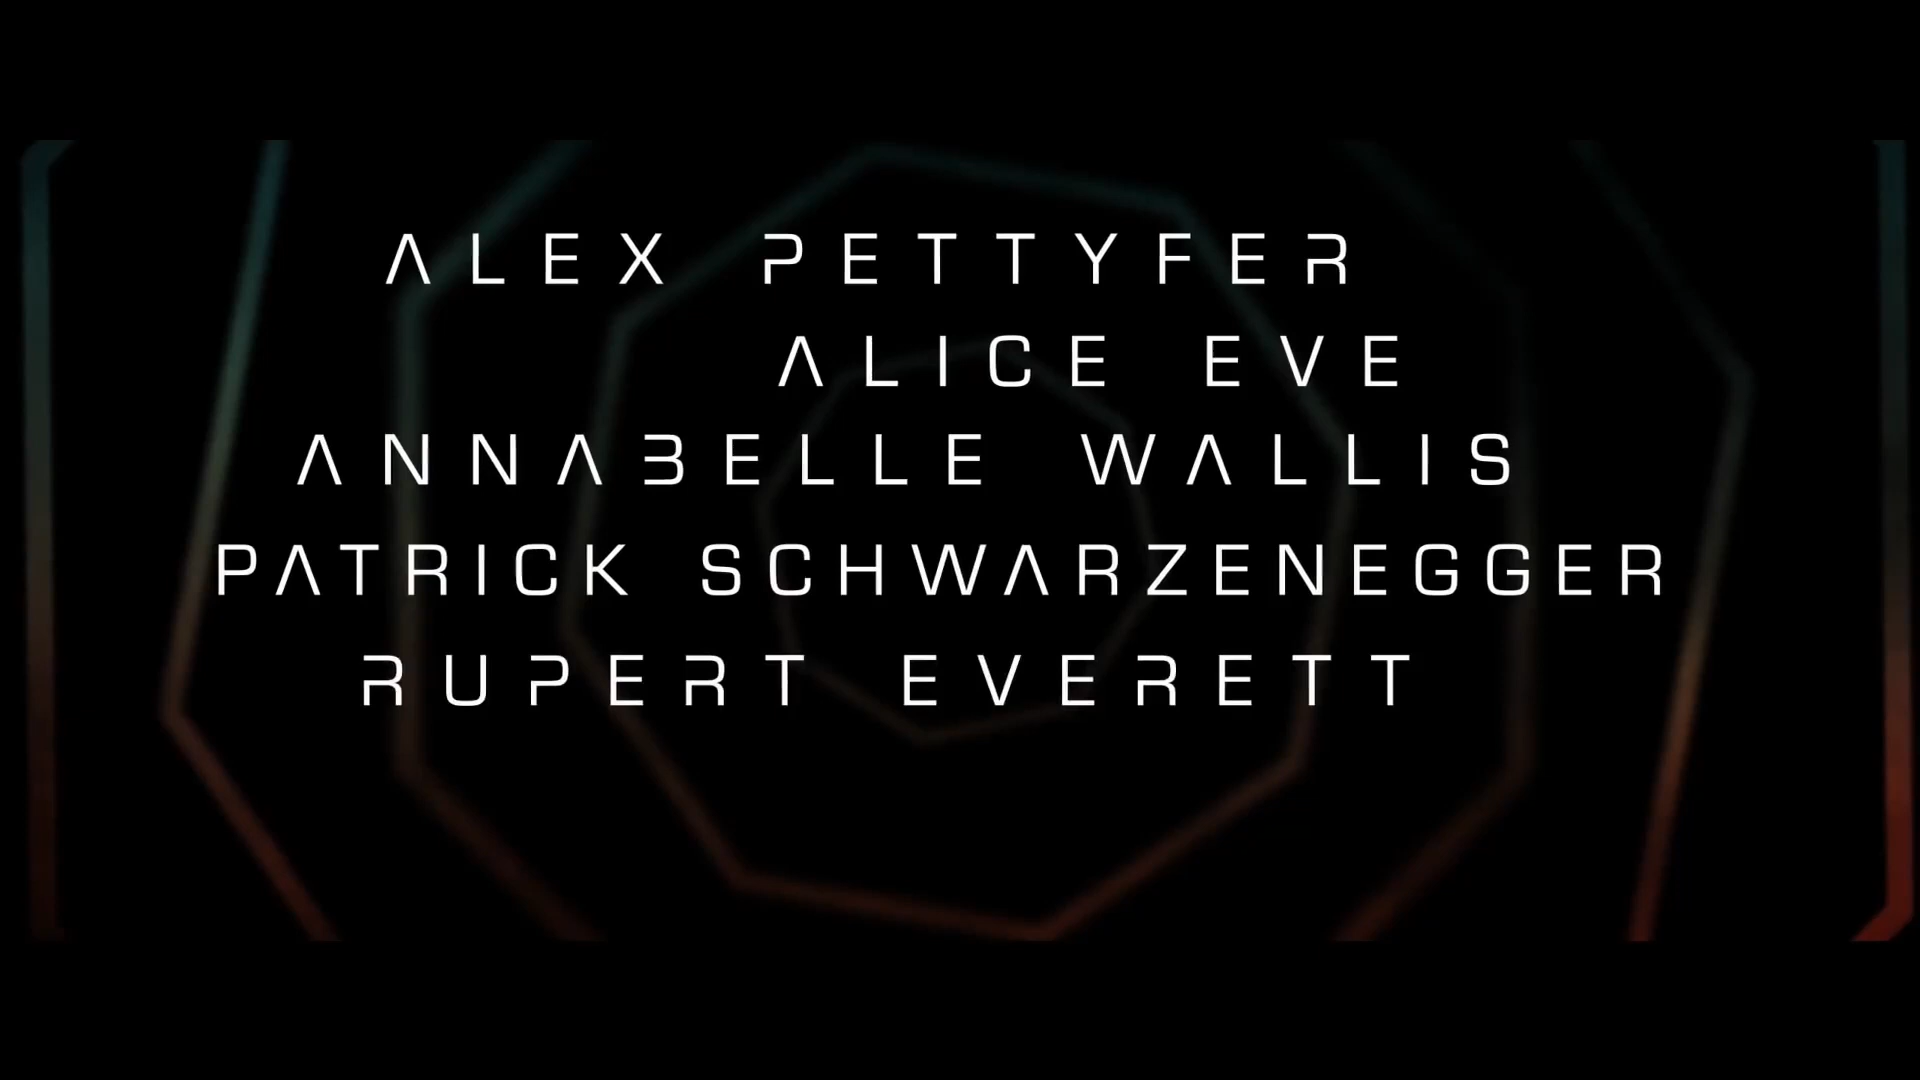 ALEX PETTYFER
ALICE EVE
ANNABELLE WALLIS
PATRICK SCHWARZENEGGER
RUPERT EVERETT